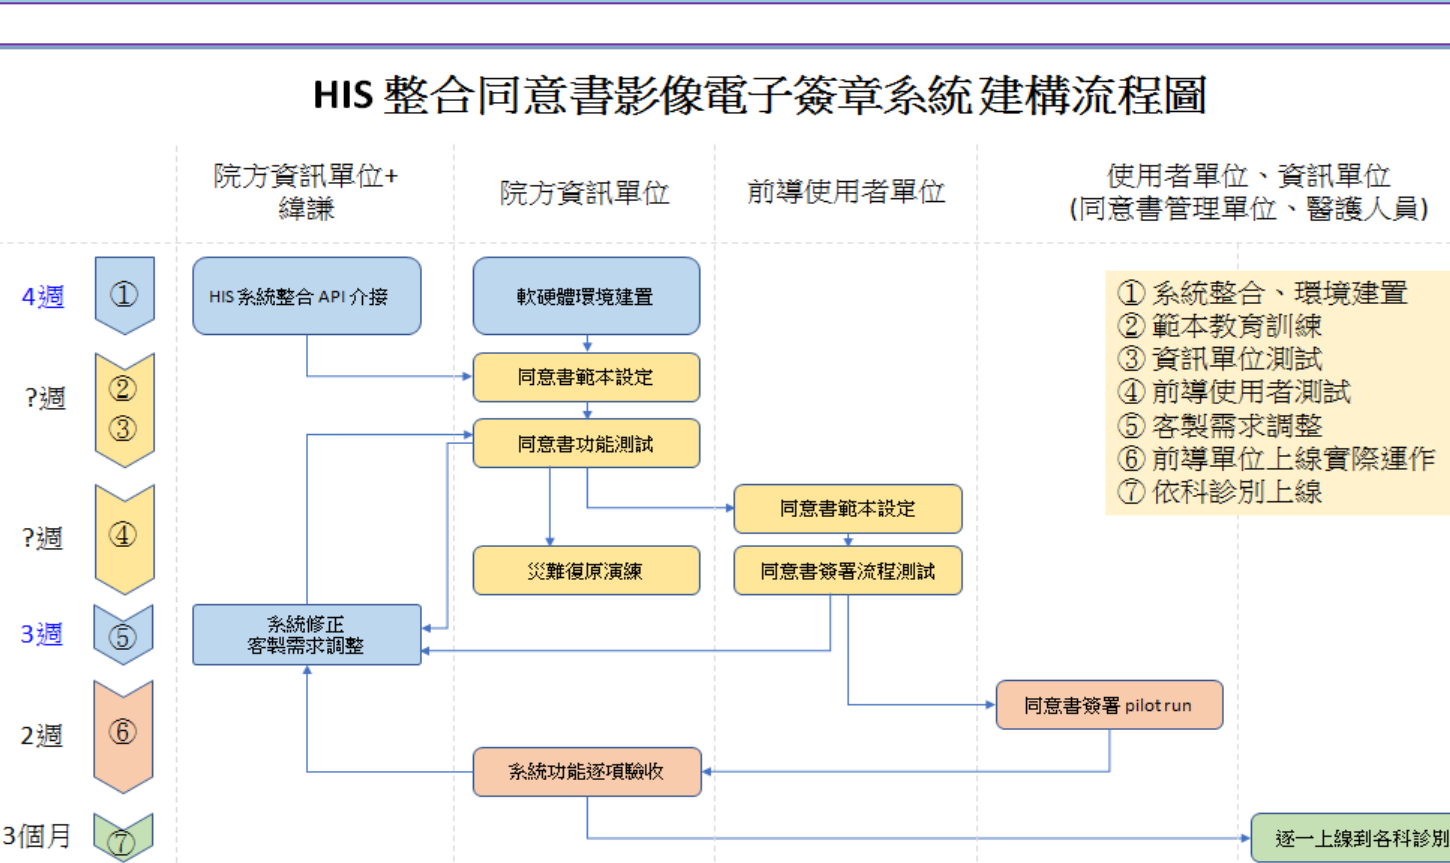 HIS 整合同意書影像電子簽章系統建構流程圖
院方資訊單位+
緯謙
院方資訊單位
前導使用者單位
使用者單位、資訊單位
(同意書管理單位、醫護人員)
4週
①
HIS系統整合 API 介接
軟硬體環境建置
① 系統整合、環境建置
② 範本教育訓練
③ 資訊單位測試
④ 前導使用者測試
⑤ 客製需求調整
⑥ 前導單位上線實際運作
⑦ 依科診別上線
?週
②
③
同意書範本設定
同意書功能測試
?週
④
同意書範本設定
災難復原演練
同意書簽署流程測試
3週
⑤
系統修正
客製需求調整
2週
⑥
同意書簽署 pilot run
系統功能逐項驗收
3個月
⑦
逐一上線到各科診別